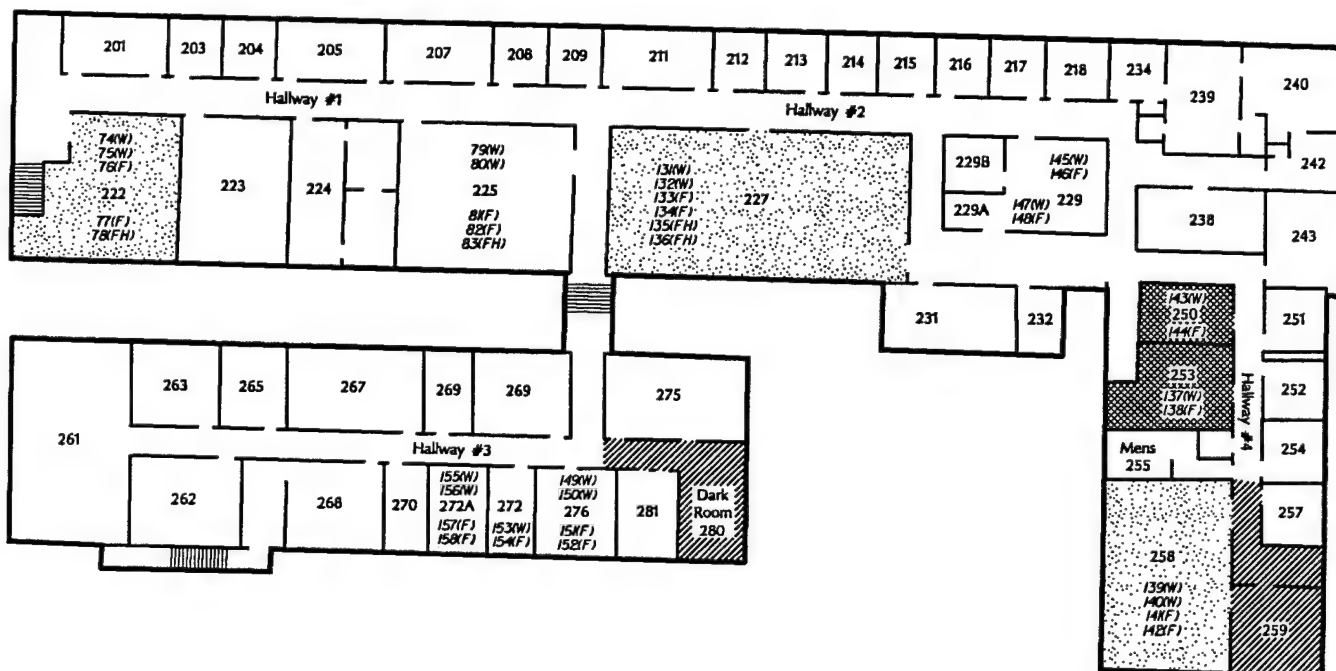 201
203
204
205
207
208
209
211
212
213
214
215
216
217
218
234
239
240
Hallway #1
Hallway #2
74(W)
75(W)
76(F)
222
77(F)
78(FH)
223
224
79(W)
80(W)
225
81(F)
82(F)
83(FH)
131(W)
132(W)
133(F)
134(F)
135(FH)
136(FH)
227
229B
229A
145(W)
146(F)
147(W)
148(F)
229
242
238
243
231
232
143(W)
250
144(F)
251
253
137(W)
138(F)
Hallway #4
252
Mens
255
254
257
258
139(W)
140(W)
141(F)
142(F)
259
261
263
265
267
269
269
275
Hallway #3
262
268
270
155(W)
156(W)
272A
157(F)
158(F)
272
153(W)
154(F)
149(W)
150(W)
276
151(F)
152(F)
281
Dark
Room
280